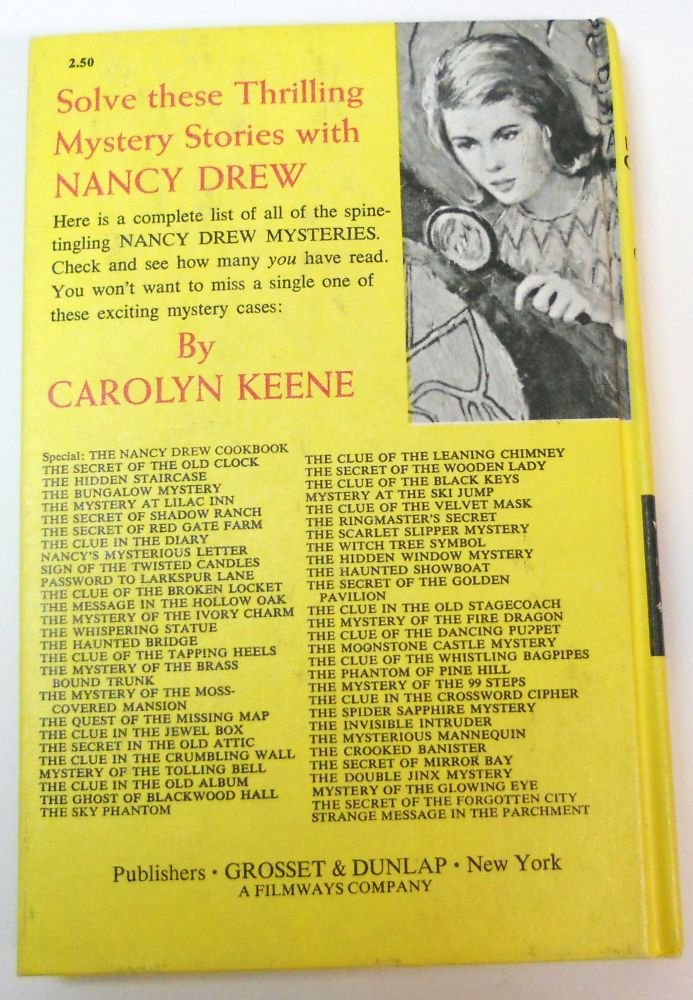 2.50
Solve these Thrilling
Mystery Stories with
NANCY DREW
Here is a complete list of all of the spine-
tingling NANCY DREW MYSTERIES.
Check and see how many you have read.
You won't want to miss a single one of
these exciting mystery cases:
By
CAROLYN KEENE
Special: THE NANCY DREW COOKBOOK
THE SECRET OF THE OLD CLOCK
THE HIDDEN STAIRCASE
THE BUNGALOW MYSTERY
THE MYSTERY AT LILAC INN
THE SECRET OF SHADOW RANCH
THE SECRET OF RED GATE FARM
THE CLUE IN THE DIARY
NANCY'S MYSTERIOUS LETTER
SIGN OF THE TWISTED CANDLES
PASSWORD TO LARKSPUR LANE
THE CLUE OF THE BROKEN LOCKET
THE MESSAGE IN THE HOLLOW OAK
THE MYSTERY OF THE IVORY CHARM
THE WHISPERING STATUE
THE HAUNTED BRIDGE
THE CLUE OF THE TAPPING HEELS
THE MYSTERY OF THE BRASS
BOUND TRUNK
THE MYSTERY OF THE MOSS-
COVERED MANSION
THE QUEST OF THE MISSING MAP
THE CLUE IN THE JEWEL BOX
THE SECRET IN THE OLD ATTIC
THE CLUE IN THE CRUMBLING WALL
MYSTERY OF THE TOLLING BELL
THE CLUE IN THE OLD ALBUM
THE GHOST OF BLACKWOOD HALL
THE SKY PHANTOM
THE CLUE OF THE LEANING CHIMNEY
THE SECRET OF THE WOODEN LADY
THE CLUE OF THE BLACK KEYS
MYSTERY AT THE SKI JUMP
THE CLUE OF THE VELVET MASK
THE RINGMASTER'S SECRET
THE SCARLET SLIPPER MYSTERY
THE WITCH TREE SYMBOL
THE HIDDEN WINDOW MYSTERY
THE HAUNTED SHOWBOAT
THE SECRET OF THE GOLDEN
PAVILION
THE CLUE IN THE OLD STAGECOACH
THE MYSTERY OF THE FIRE DRAGON
THE CLUE OF THE DANCING PUPPET
THE MOONSTONE CASTLE MYSTERY
THE CLUE OF THE WHISTLING BAGPIPES
THE PHANTOM OF PINE HILL
THE MYSTERY OF THE 99 STEPS
THE CLUE IN THE CROSSWORD CIPHER
THE SPIDER SAPPHIRE MYSTERY
THE INVISIBLE INTRUDER
THE MYSTERIOUS MANNEQUIN
THE CROOKED BANISTER
THE SECRET OF MIRROR BAY
THE DOUBLE JINX MYSTERY
MYSTERY OF THE GLOWING EYE
THE SECRET OF THE FORGOTTEN CITY
STRANGE MESSAGE IN THE PARCHMENT
Publishers • GROSSET & DUNLAP • New York
A FILMWAYS COMPANY